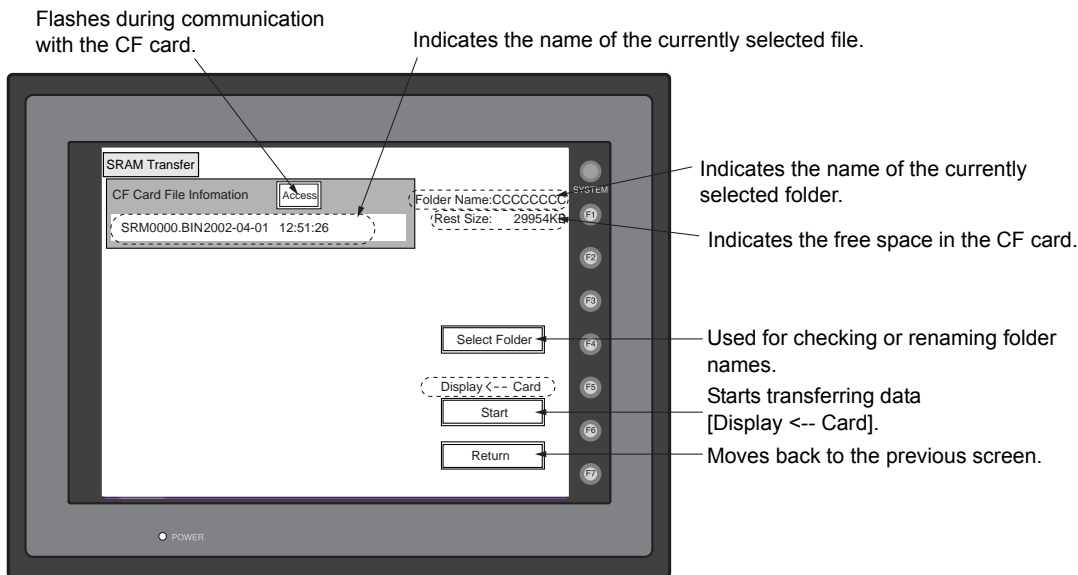 Flashes during communication
with the CF card.
Indicates the name of the currently selected file.
SRAM Transfer
CF Card File Infomation
Access
Folder Name:CCCCCCCC
SRM0000.BIN2002-04-01 12:51:26
Rest Size: 29954KB
SYSTEM
F1
F2
F3
F4
F5
F6
F7
Select Folder
Display<-- Card
Start
Return
POWER
Indicates the name of the currently
selected folder.
Indicates the free space in the CF card.
Used for checking or renaming folder
names.
Starts transferring data
[Display <-- Card].
Moves back to the previous screen.